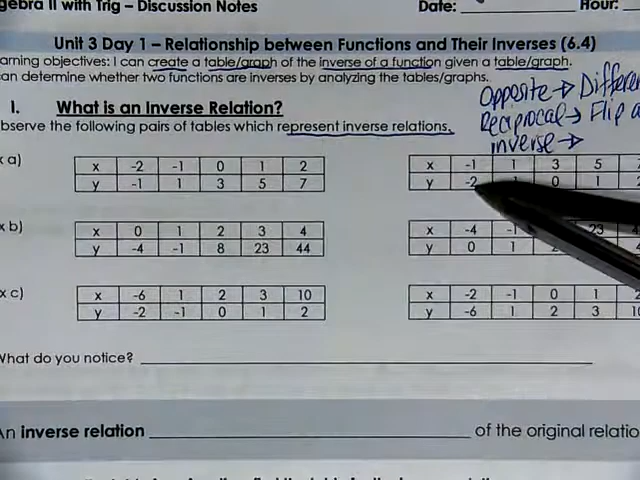 gebra II with Trig – Discussion Notes Date: Hour:
Unit 3 Day 1 – Relationship between Functions and Their Inverses (6.4)
arning objectives: I can create a table/graph of the inverse of a function given a table/graph.
an determine whether two functions are inverses by analyzing the tables/graphs.
Opposite → Differen
I. What is an Inverse Relation?
Reciprocal → Flip a
bserve the following pairs of tables which represent inverse relations.
inverse →
x a) x -2 -1 0 1 2 x -1 1 3 5 7
y -1 1 3 5 7 y -2 0 1
x b) x 0 1 2 3 4 x -4 -1 23
y -4 -1 8 23 44 y 0 1
x c) x -6 1 2 3 10 x -2 -1 0 1 2
y -2 -1 0 1 2 y -6 1 2 3 10
What do you notice?
An inverse relation of the original relatio